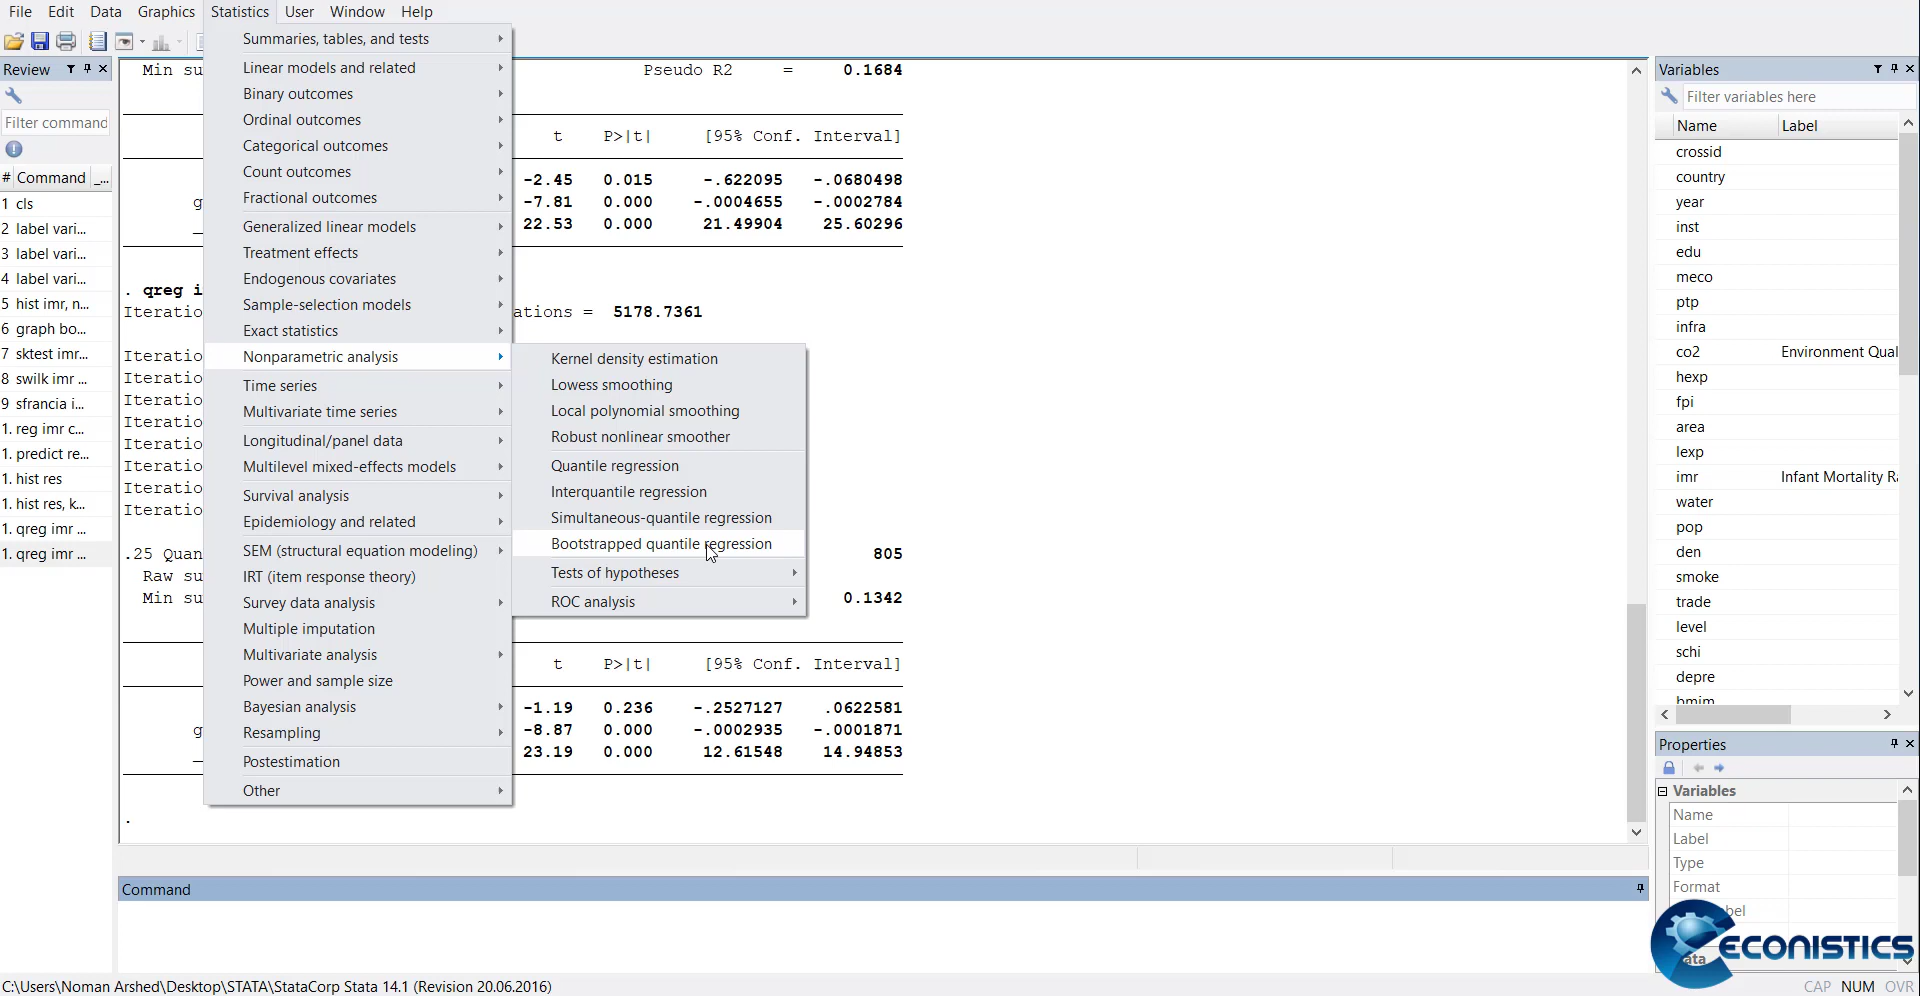 File Edit Data Graphics Statistics User Window Help
Review
Filter command
# Command _...
1 cls
2 label vari...
3 label vari...
4 label vari...
5 hist imr, n...
6 graph bo...
7 sktest imr...
8 swilk imr ...
9 sfrancia i...
1. reg imr c...
1. predict re...
1. hist res
1. hist res, k...
1. qreg imr ...
1. qreg imr ...
Summaries, tables, and tests
Linear models and related
Binary outcomes
Ordinal outcomes
Categorical outcomes
Count outcomes
Fractional outcomes
Generalized linear models
Treatment effects
Endogenous covariates
Sample-selection models
Exact statistics
Nonparametric analysis
Time series
Multivariate time series
Longitudinal/panel data
Multilevel mixed-effects models
Survival analysis
Epidemiology and related
SEM (structural equation modeling)
IRT (item response theory)
Survey data analysis
Multiple imputation
Multivariate analysis
Power and sample size
Bayesian analysis
Resampling
Postestimation
Other
Kernel density estimation
Lowess smoothing
Local polynomial smoothing
Robust nonlinear smoother
Quantile regression
Interquantile regression
Simultaneous-quantile regression
Bootstrapped quantile regression
Tests of hypotheses
ROC analysis
Min su Pseudo R2 = 0.1684
t P>|t| [95% Conf. Interval]
-2.45 0.015 -.622095 -.0680498
g -7.81 0.000 -.0004655 -.0002784
_ 22.53 0.000 21.49904 25.60296
. qreg i
Iteratio ations = 5178.7361
Iteratio
Iteratio
Iteratio
Iteratio
Iteratio
Iteratio
Iteratio
Iteratio
.25 Quan 805
Raw su
Min su 0.1342
t P>|t| [95% Conf. Interval]
-1.19 0.236 -.2527127 .0622581
g -8.87 0.000 -.0002935 -.0001871
_ 23.19 0.000 12.61548 14.94853
.
Command
Variables
Filter variables here
Name Label
crossid
country
year
inst
edu
meco
ptp
infra
co2 Environment Qual
hexp
fpi
area
lexp
imr Infant Mortality Ra
water
pop
den
smoke
trade
level
schi
depre
bmim
Properties
Variables
Name
Label
Type
Format
bel
ata
ECONISTICS
C:\Users\Noman Arshed\Desktop\STATA\StataCorp Stata 14.1 (Revision 20.06.2016)
CAP NUM OVR